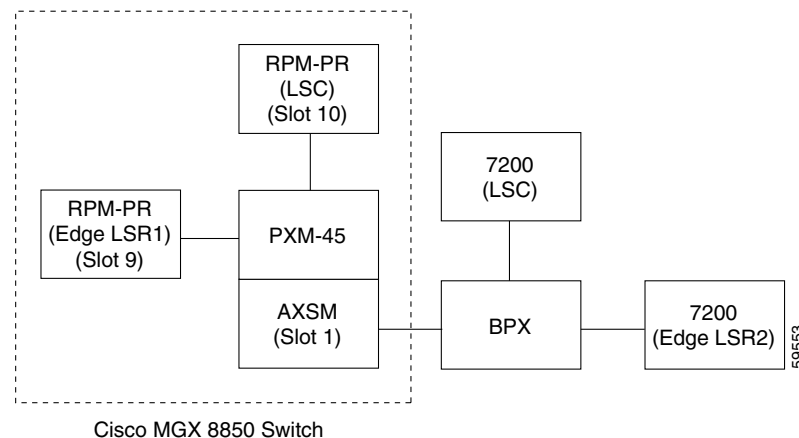 RPM-PR
(LSC)
(Slot 10)
7200
(LSC)
RPM-PR
(Edge LSR1)
(Slot 9)
PXM-45
AXSM
(Slot 1)
BPX
7200
(Edge LSR2)
59553
Cisco MGX 8850 Switch